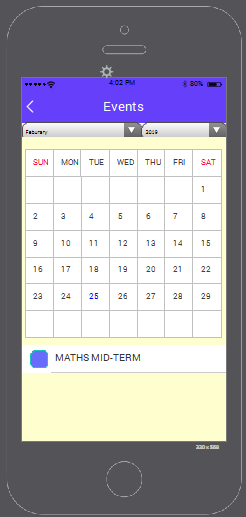 4:02 PM 80%
Events
Feburary 2019
SUN MON TUE WED THU FRI SAT
1
2 3 4 5 6 7 8
9 10 11 12 13 14 15
16 17 18 19 20 21 22
23 24 25 26 27 28 29
MATHS MID-TERM